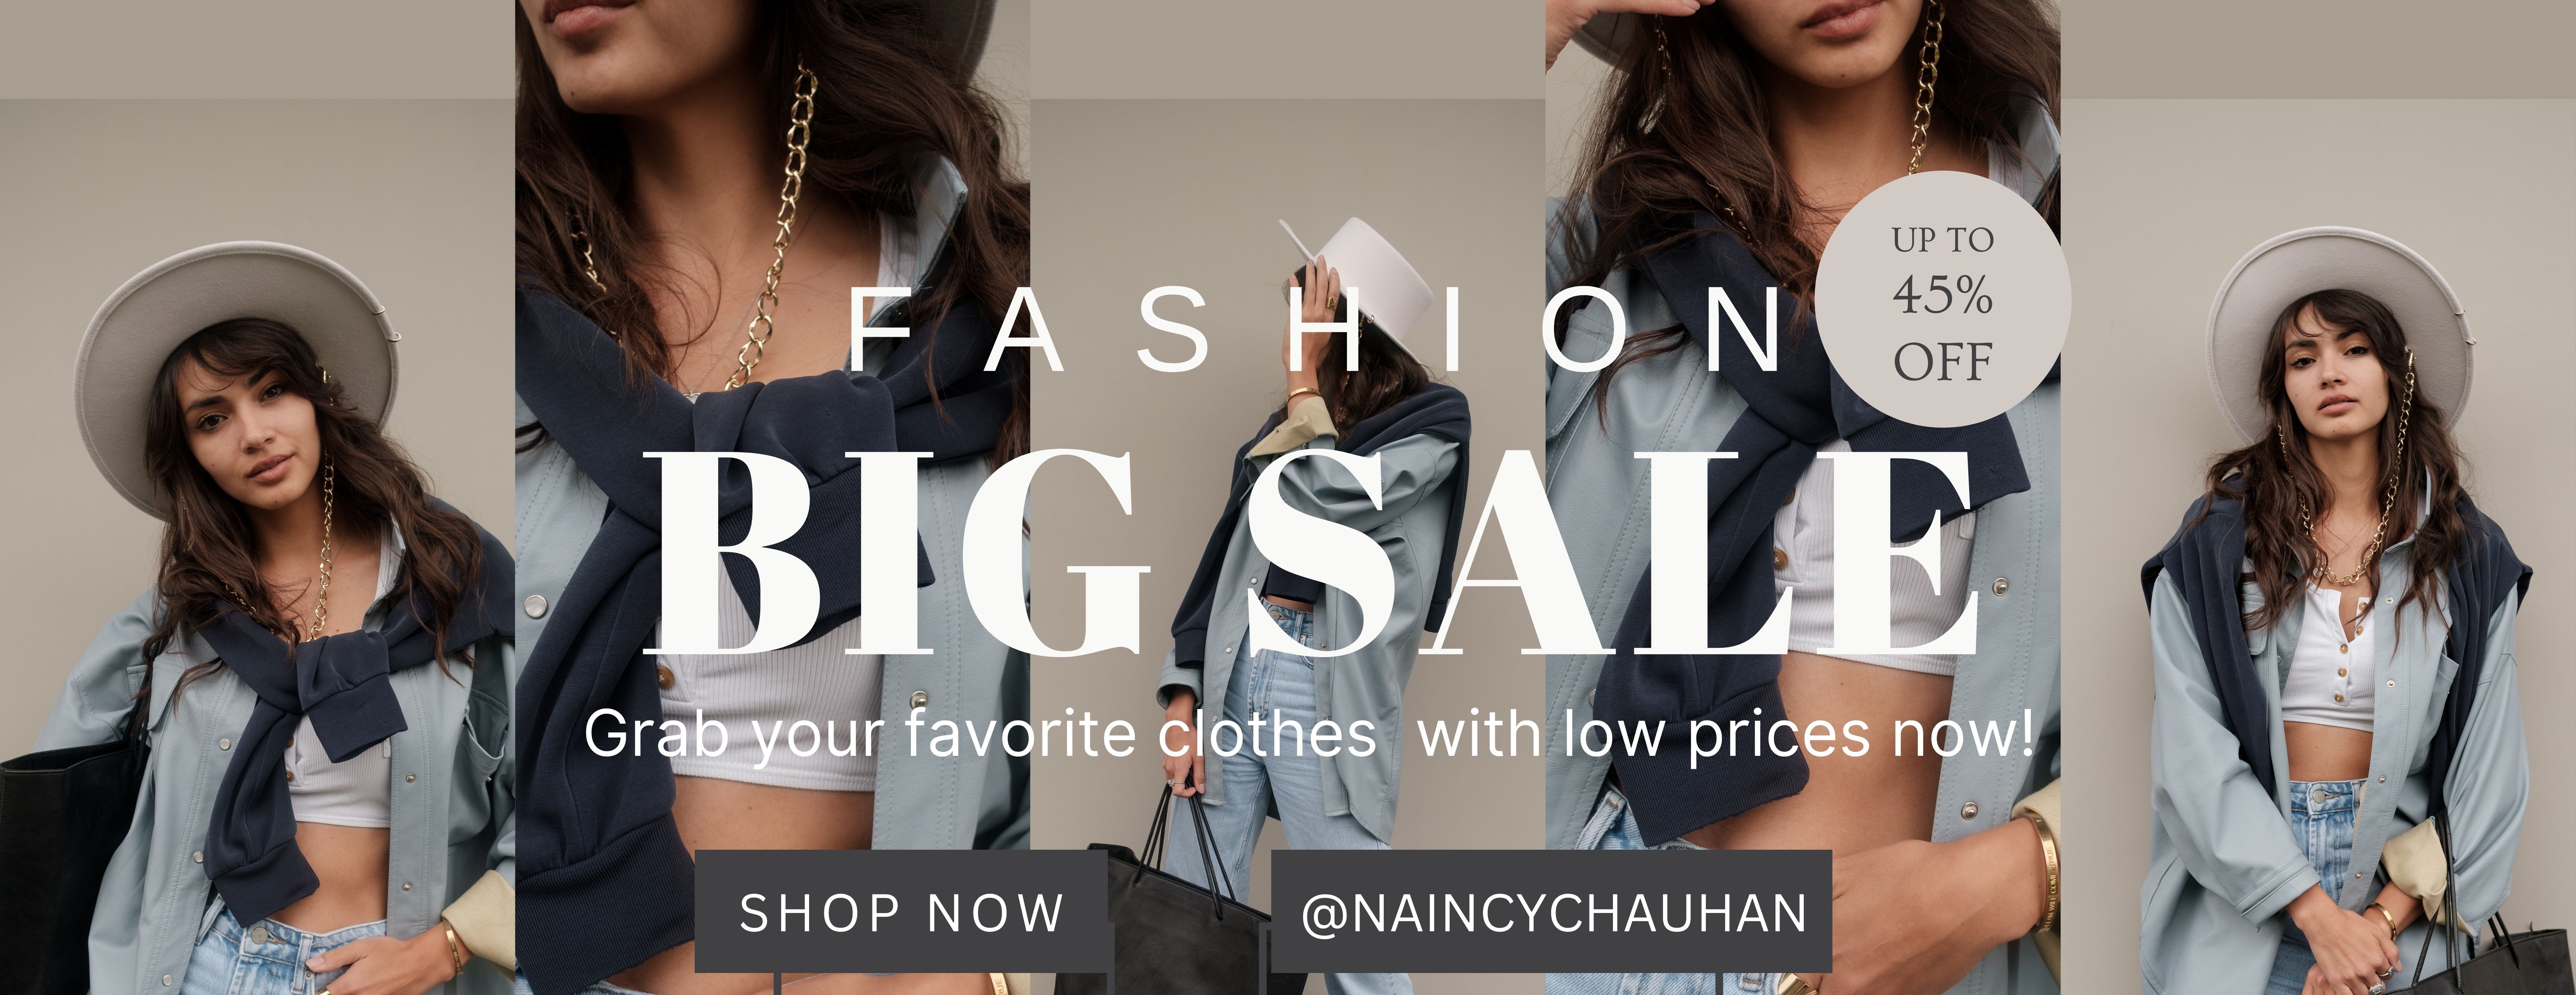 FASHION
UP TO
45%
OFF
BIG SALE
Grab your favorite clothes  with low prices now!
SHOP NOW
@NAINCYCHAUHAN